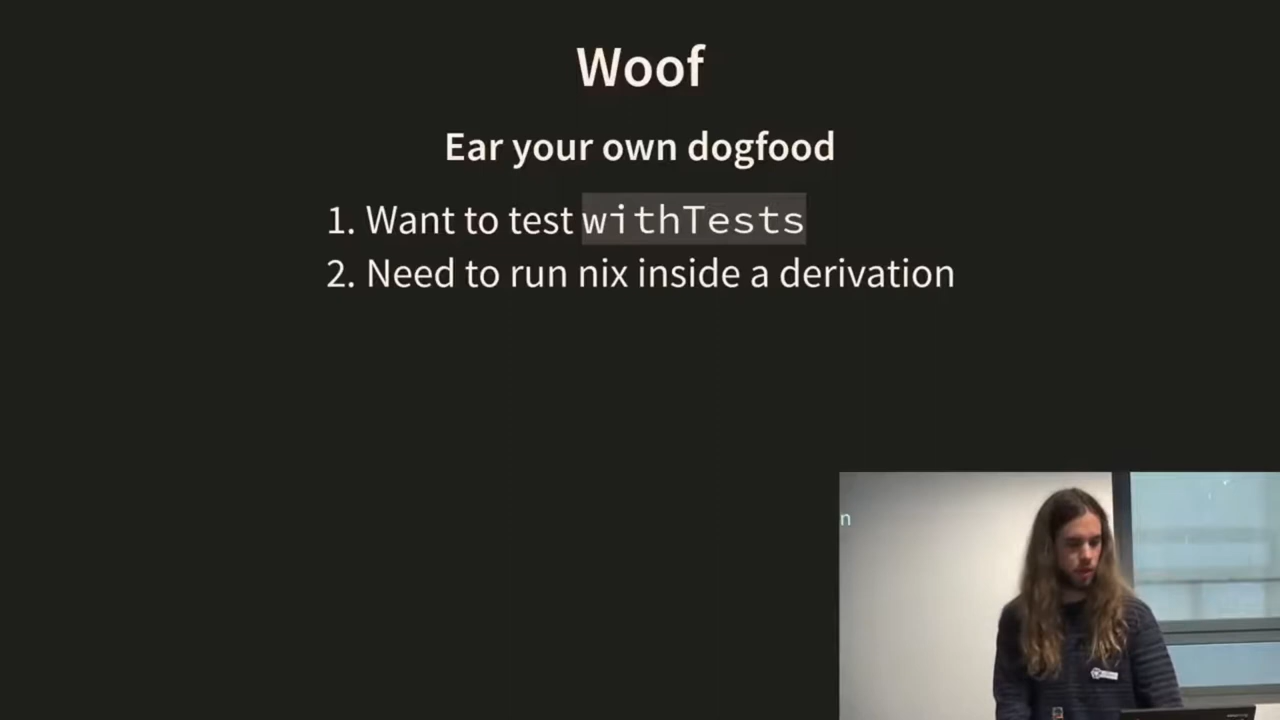 Woof
Ear your own dogfood
1. Want to test withTests
2. Need to run nix inside a derivation
n